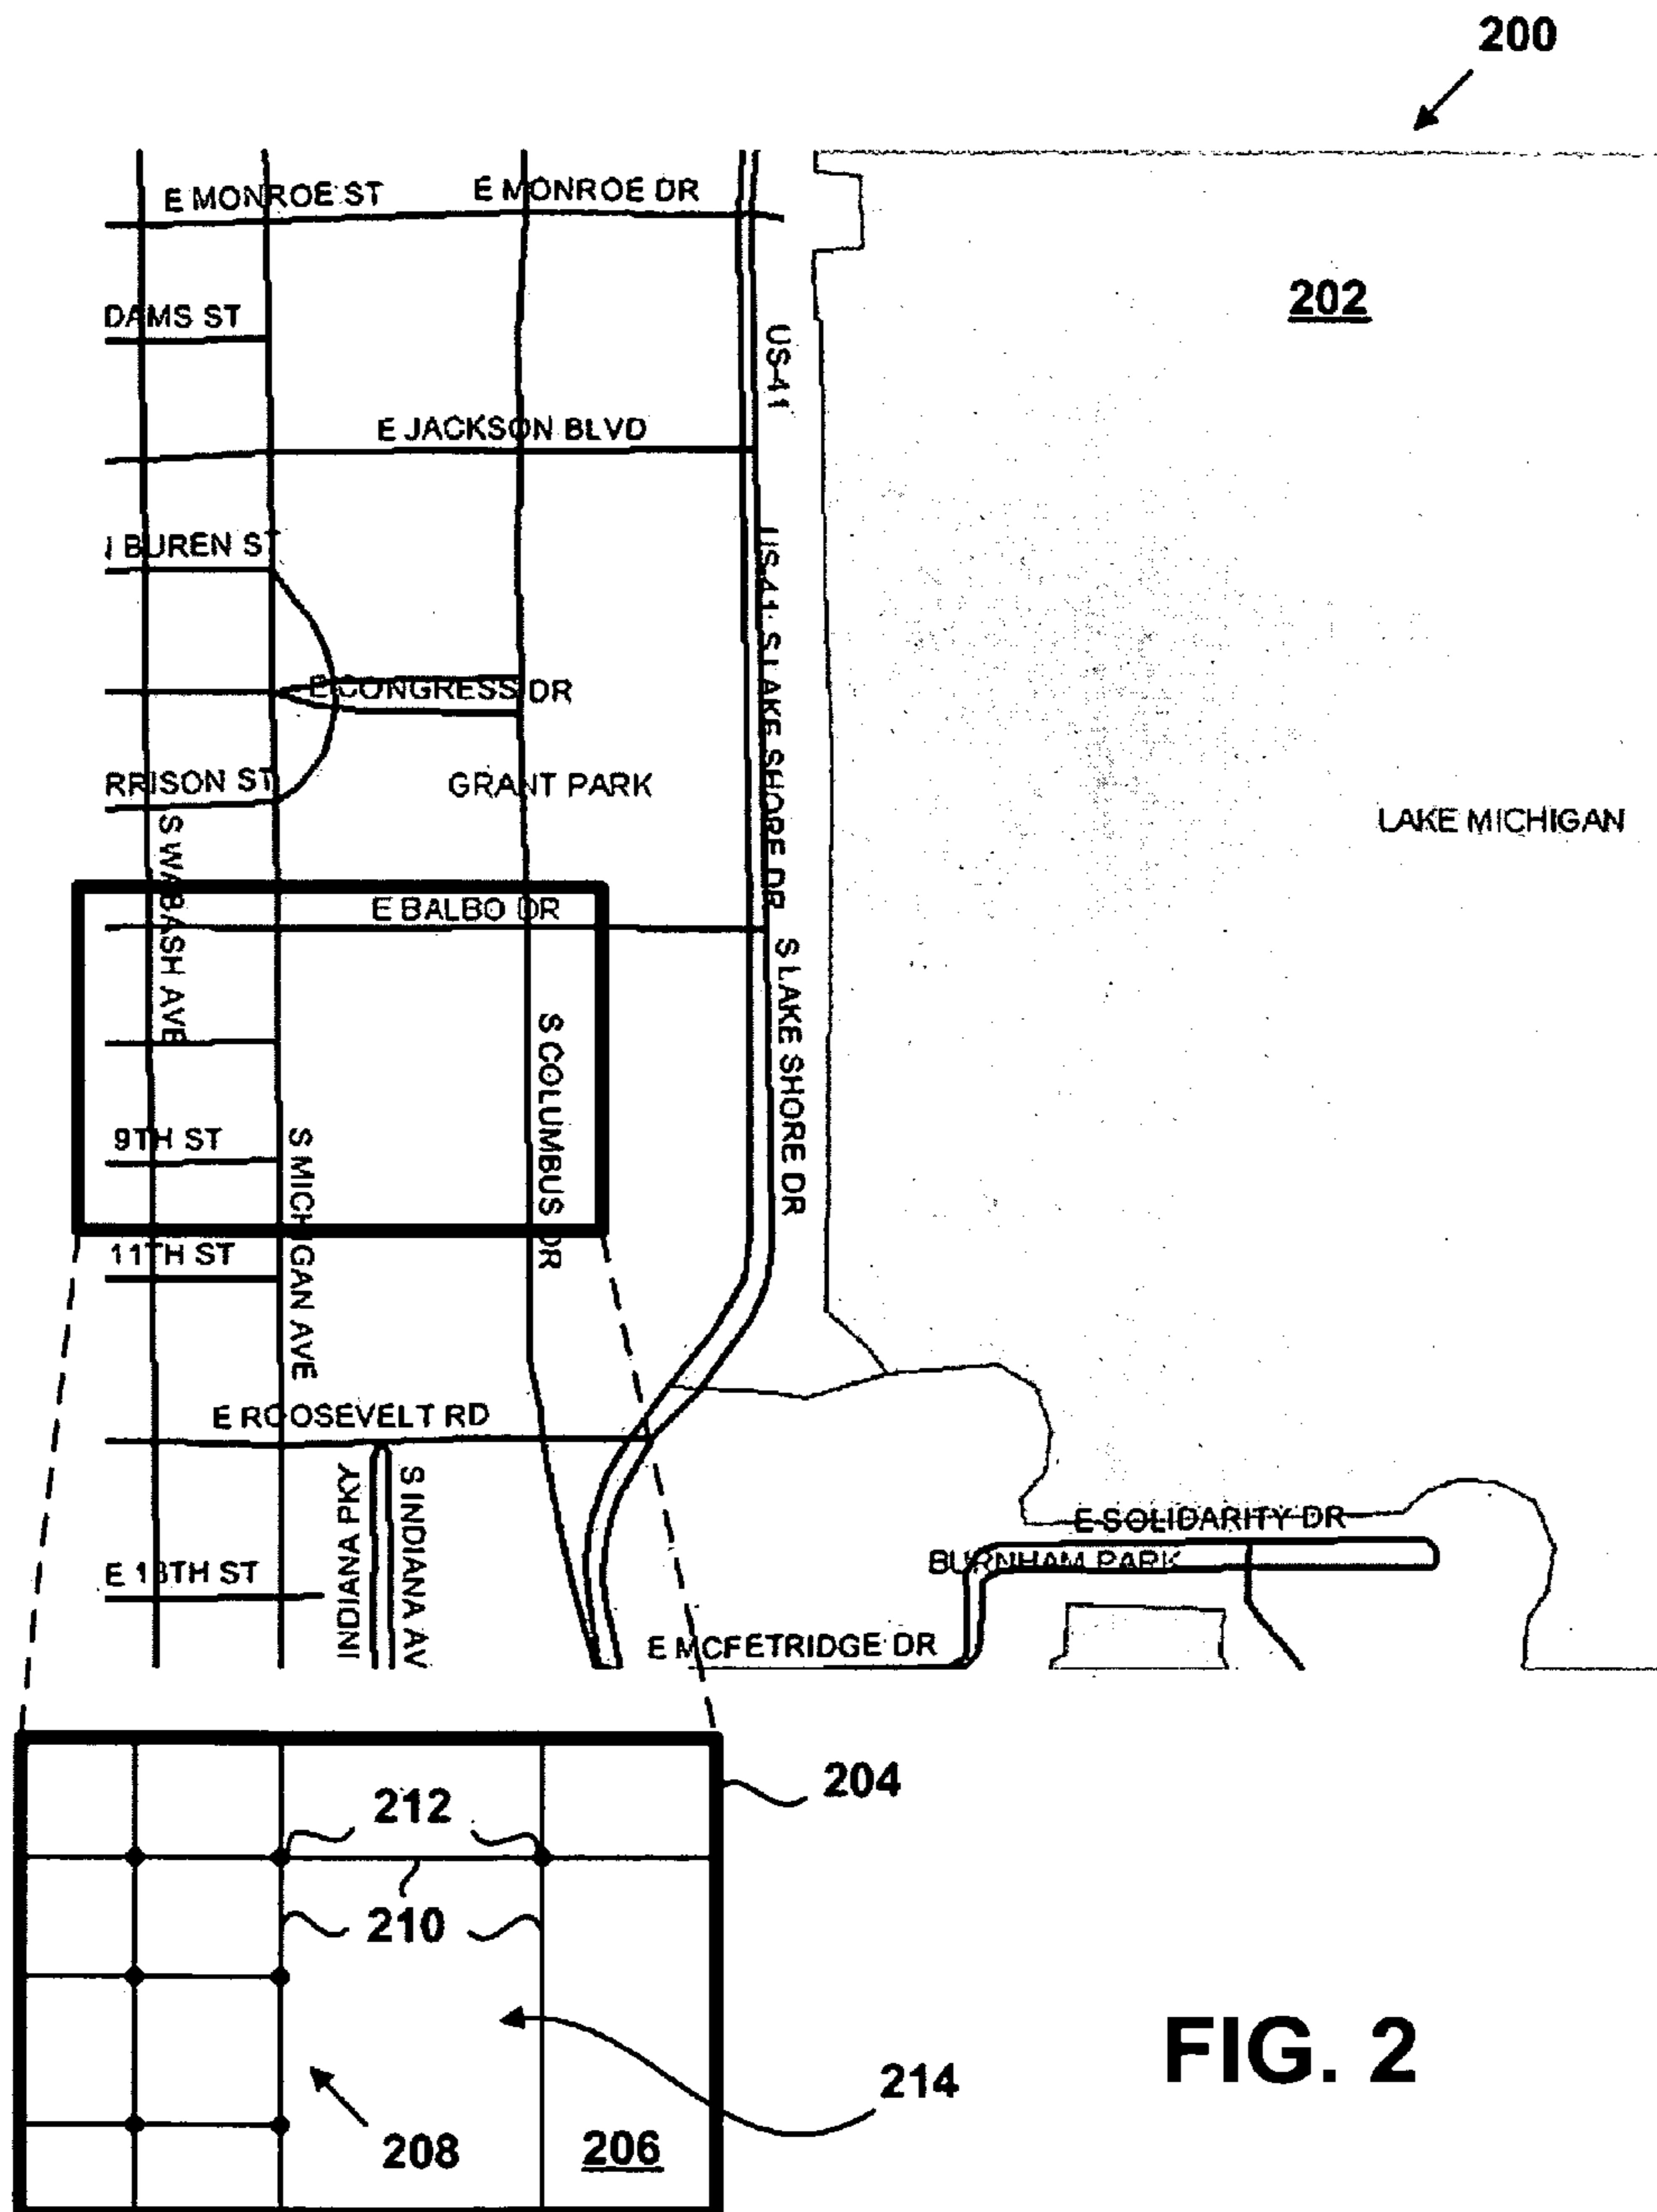 200
E MONROE ST
E MONROE DR
202
DAMS ST
US-41
E JACKSON BLVD
BUREN ST
US-41· S LAKE SHORE DR
E CONGRESS DR
RRISON ST
GRANT PARK
LAKE MICHIGAN
S WABASH AVE
E BALBO DR
S LAKE SHORE DR
S COLUMBUS DR
9TH ST
S MICHIGAN AVE
11TH ST
E ROOSEVELT RD
INDIANA PKY
S INDIANA AV
E SOLIDARITY DR
BURNHAM PARK
E 13TH ST
E MCFETRIDGE DR
204
212
210
214
208
206
FIG. 2